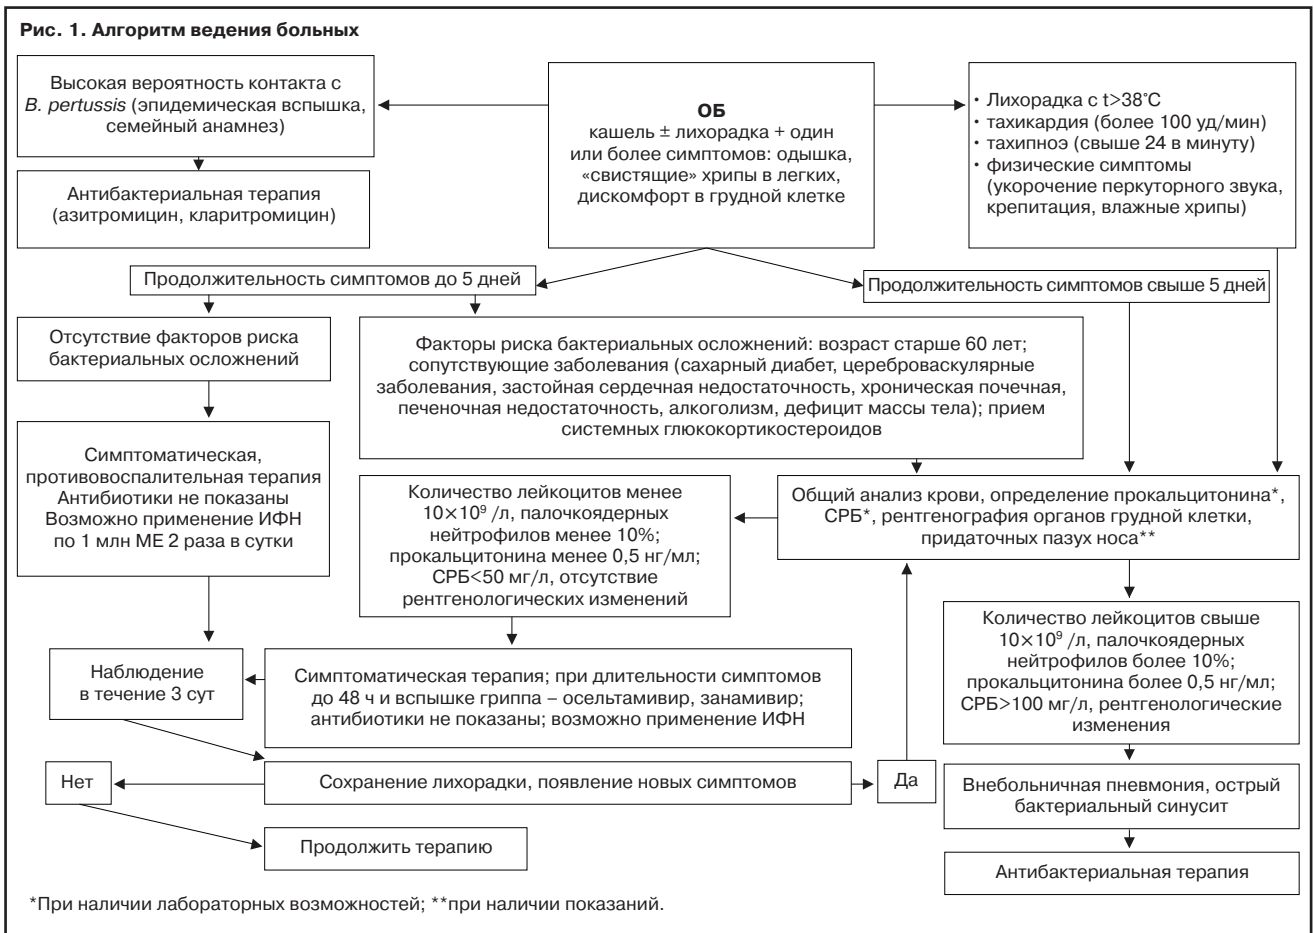 Рис. 1. Алгоритм ведения больных
Высокая вероятность контакта с
B. pertussis (эпидемическая вспышка,
семейный анамнез)
Антибактериальная терапия
(азитромицин, кларитромицин)
ОБ
кашель ± лихорадка + один
или более симптомов: одышка,
«свистящие» хрипы в легких,
дискомфорт в грудной клетке
· Лихорадка с t>38°С
· тахикардия (более 100 уд/мин)
· тахипноэ (свыше 24 в минуту)
· физические симптомы
(укорочение перкуторного звука,
крепитация, влажные хрипы)
Продолжительность симптомов до 5 дней
Продолжительность симптомов свыше 5 дней
Отсутствие факторов риска
бактериальных осложнений
Факторы риска бактериальных осложнений: возраст старше 60 лет;
сопутствующие заболевания (сахарный диабет, цереброваскулярные
заболевания, застойная сердечная недостаточность, хроническая почечная,
печеночная недостаточность, алкоголизм, дефицит массы тела); прием
системных глюкокортикостероидов
Симптоматическая,
противовоспалительная терапия
Антибиотики не показаны
Возможно применение ИФН
по 1 млн МЕ 2 раза в сутки
Количество лейкоцитов менее
10×10⁹ /л, палочкоядерных
нейтрофилов менее 10%;
прокальцитонина менее 0,5 нг/мл;
СРБ<50 мг/л, отсутствие
рентгенологических изменений
Общий анализ крови, определение прокальцитонина*,
СРБ*, рентгенография органов грудной клетки,
придаточных пазух носа**
Количество лейкоцитов свыше
10×10⁹ /л, палочкоядерных
нейтрофилов более 10%;
прокальцитонина более 0,5 нг/мл;
СРБ>100 мг/л, рентгенологические
изменения
Наблюдение
в течение 3 сут
Симптоматическая терапия; при длительности симптомов
до 48 ч и вспышке гриппа – осельтамивир, занамивир;
антибиотики не показаны; возможно применение ИФН
Нет
Сохранение лихорадки, появление новых симптомов
Да
Внебольничная пневмония, острый
бактериальный синусит
Продолжить терапию
Антибактериальная терапия
*При наличии лабораторных возможностей; **при наличии показаний.